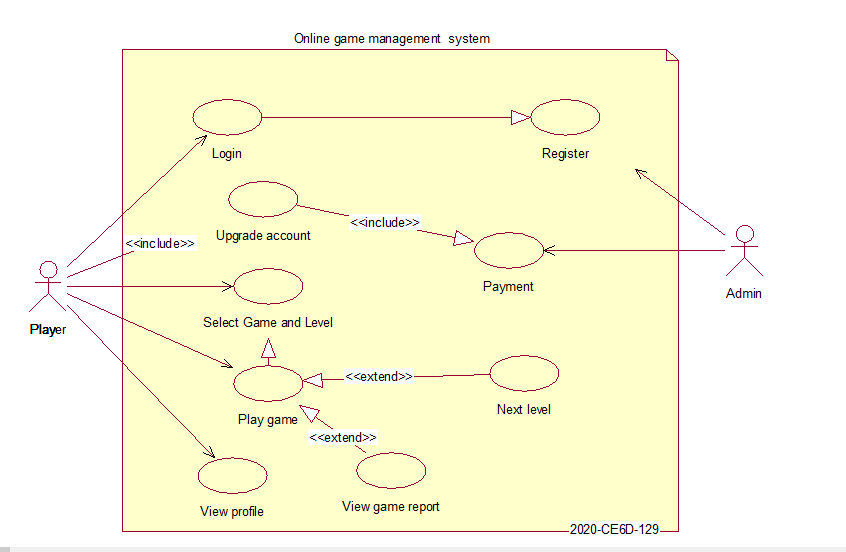 Online game management system
Login
Register
Upgrade account
<<include>>
<<include>>
Payment
Player
Admin
Select Game and Level
<<extend>>
Play game
Next level
<<extend>>
View profile
View game report
2020-CE6D-129